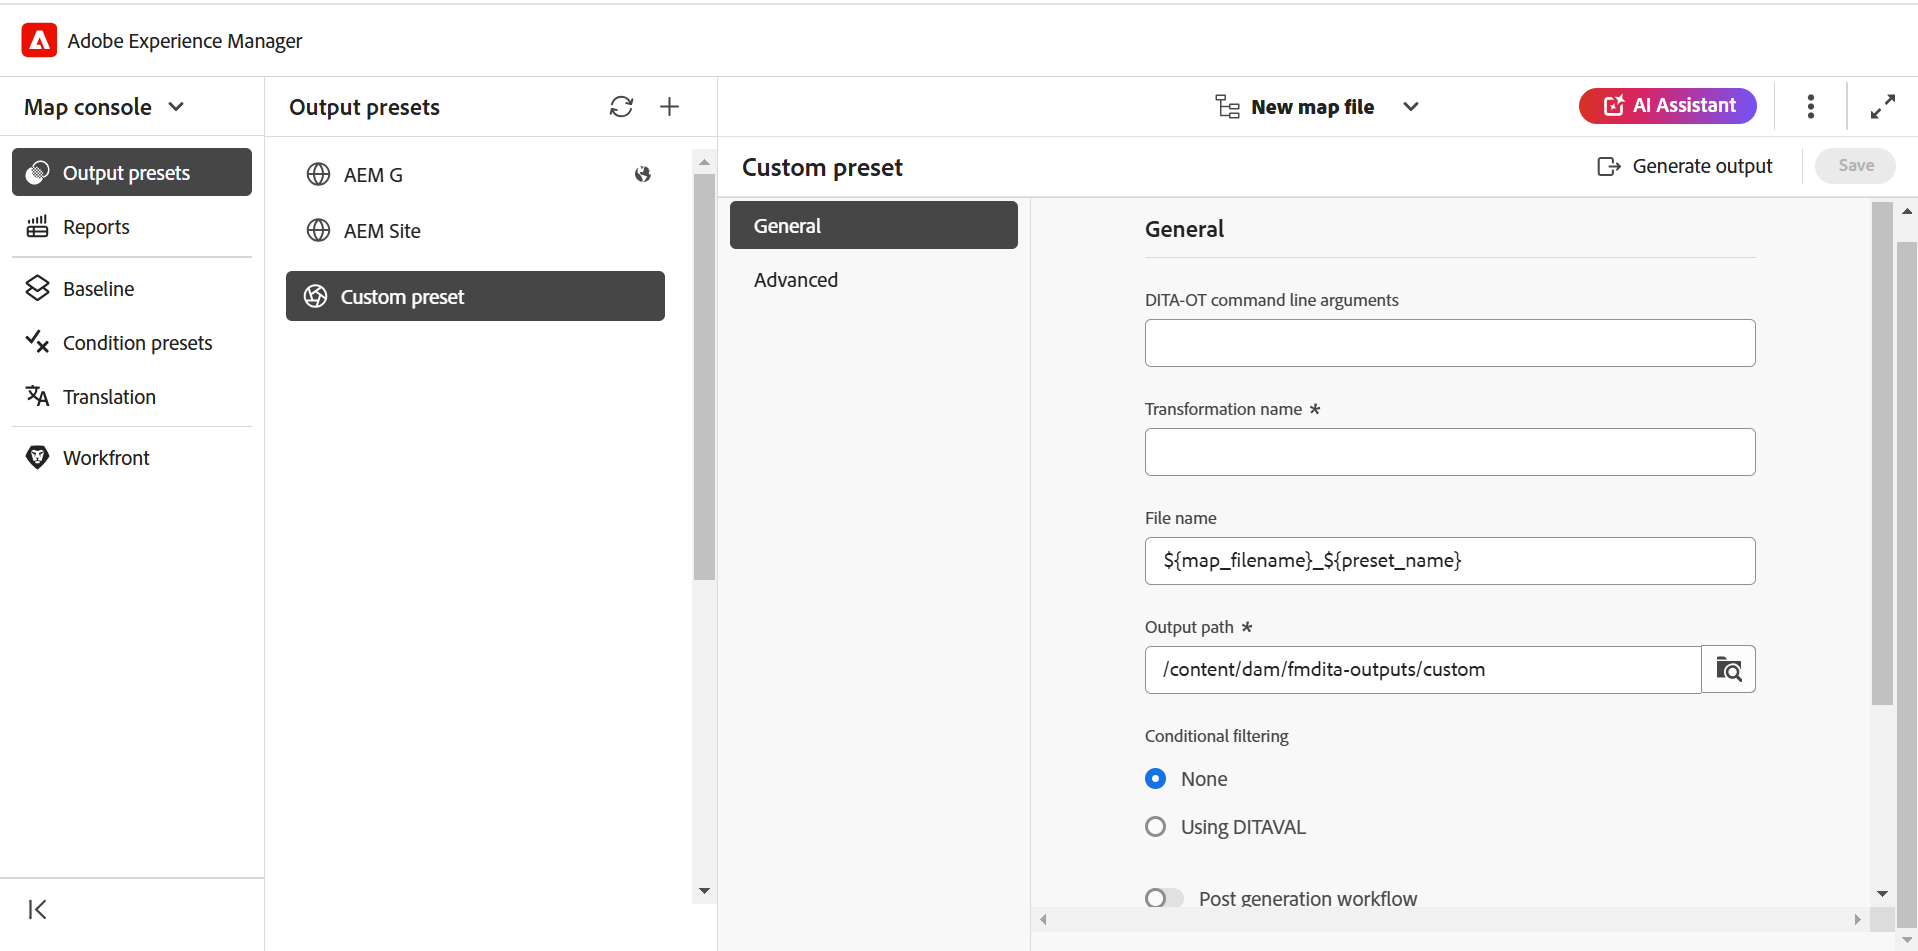 Adobe Experience Manager
Map console
Output presets
Reports
Baseline
Condition presets
Translation
Workfront
Output presets
AEM G
AEM Site
Custom preset
New map file
AI Assistant
Custom preset
Generate output
Save
General
Advanced
General
DITA-OT command line arguments
Transformation name *
File name
${map_filename}_${preset_name}
Output path *
/content/dam/fmdita-outputs/custom
Conditional filtering
None
Using DITAVAL
Post generation workflow